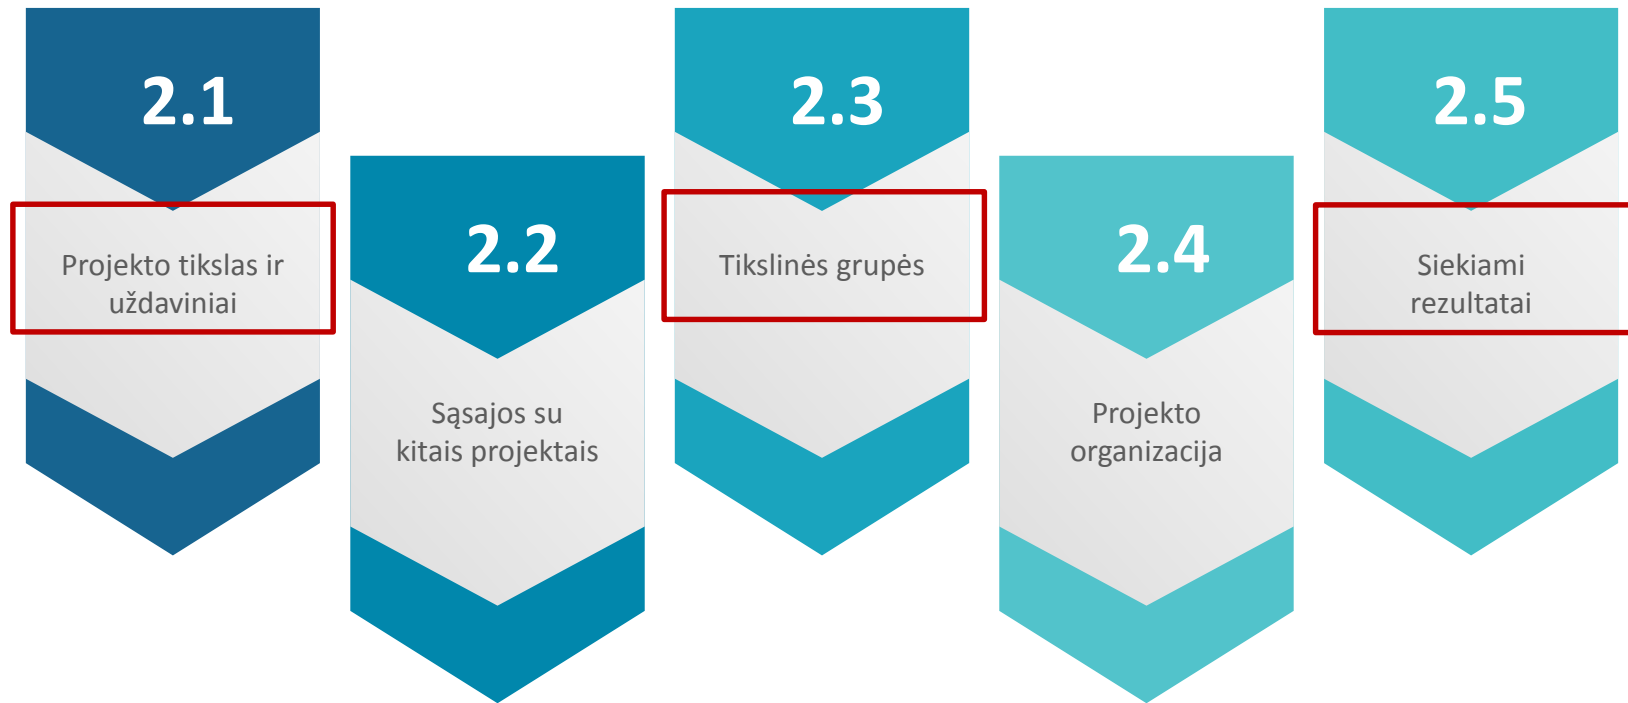 2.1
Projekto tikslas ir
uždaviniai
2.2
Sąsajos su
kitais projektais
2.3
Tikslinės grupės
2.4
Projekto
organizacija
2.5
Siekiami
rezultatai